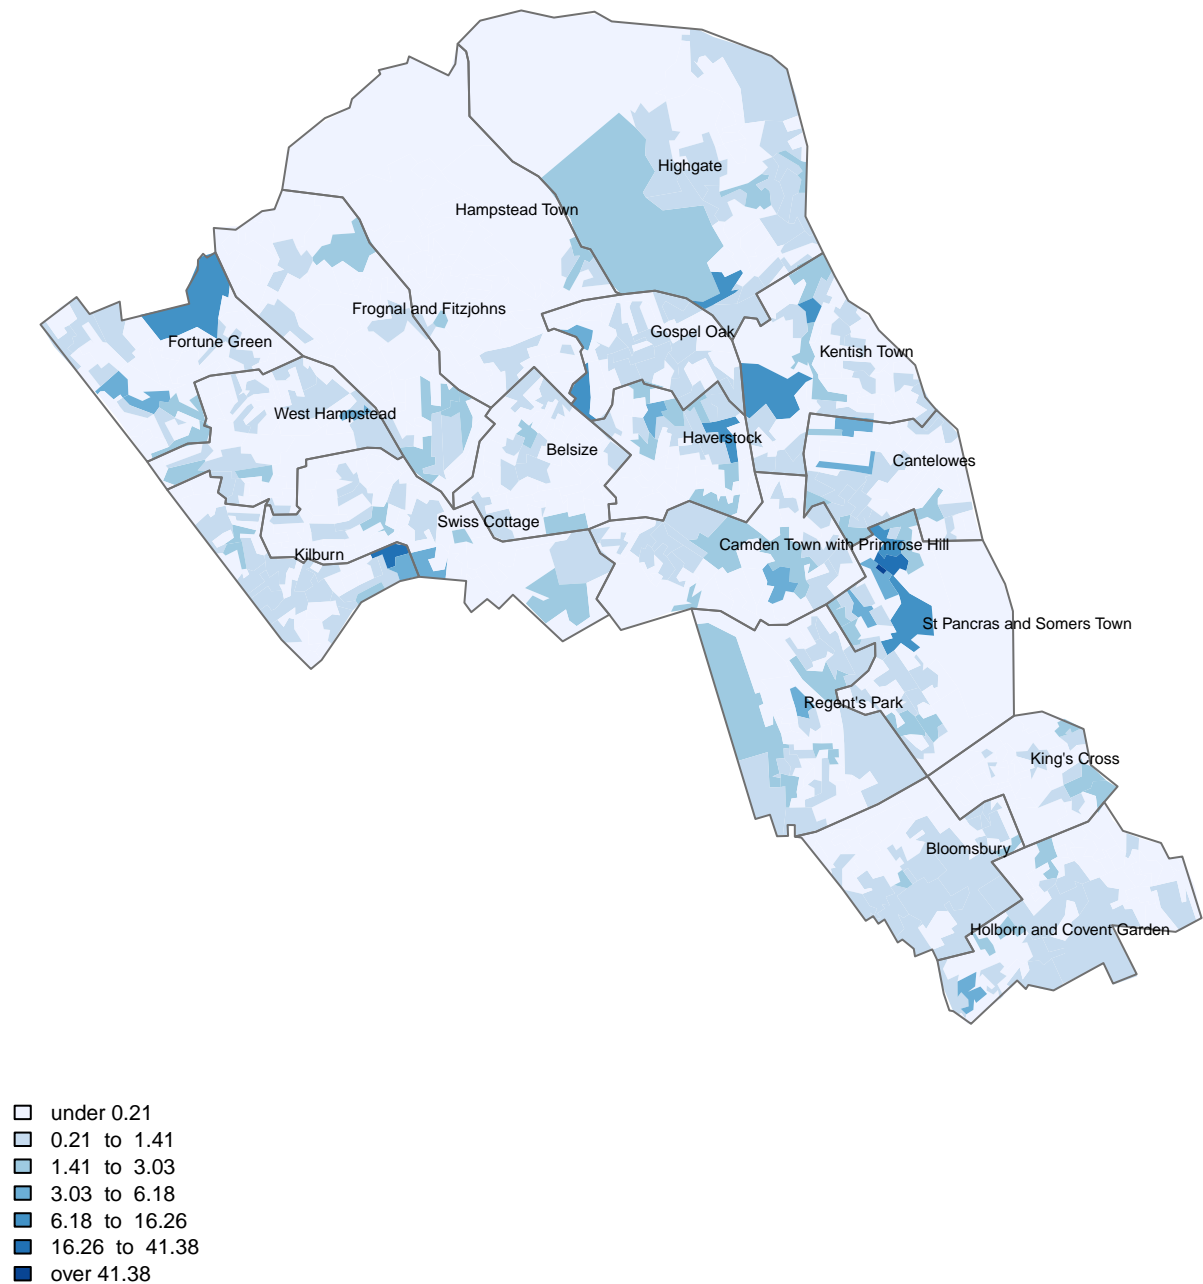 Highgate
Hampstead Town
Frognal and Fitzjohns
Gospel Oak
Fortune Green
Kentish Town
West Hampstead
Haverstock
Belsize
Cantelowes
Swiss Cottage
Camden Town with Primrose Hill
Kilburn
St Pancras and Somers Town
Regent's Park
King's Cross
Bloomsbury
Holborn and Covent Garden
under 0.21
0.21 to 1.41
1.41 to 3.03
3.03 to 6.18
6.18 to 16.26
16.26 to 41.38
over 41.38